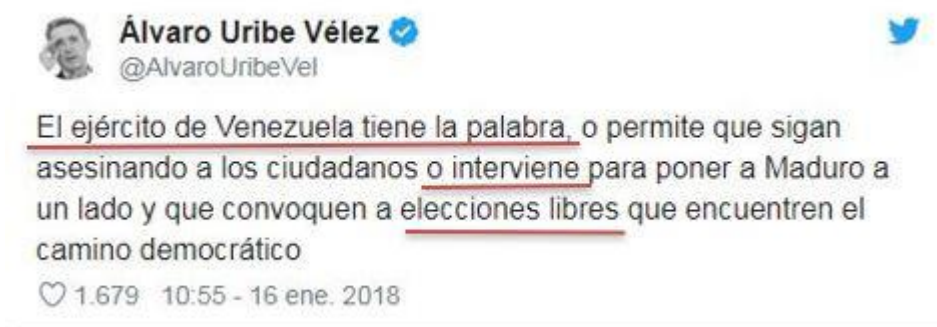 Álvaro Uribe Vélez
@AlvaroUribeVel
El ejército de Venezuela tiene la palabra, o permite que sigan
asesinando a los ciudadanos o interviene para poner a Maduro a
un lado y que convoquen a elecciones libres que encuentren el
camino democrático
1.679 10:55 - 16 ene. 2018